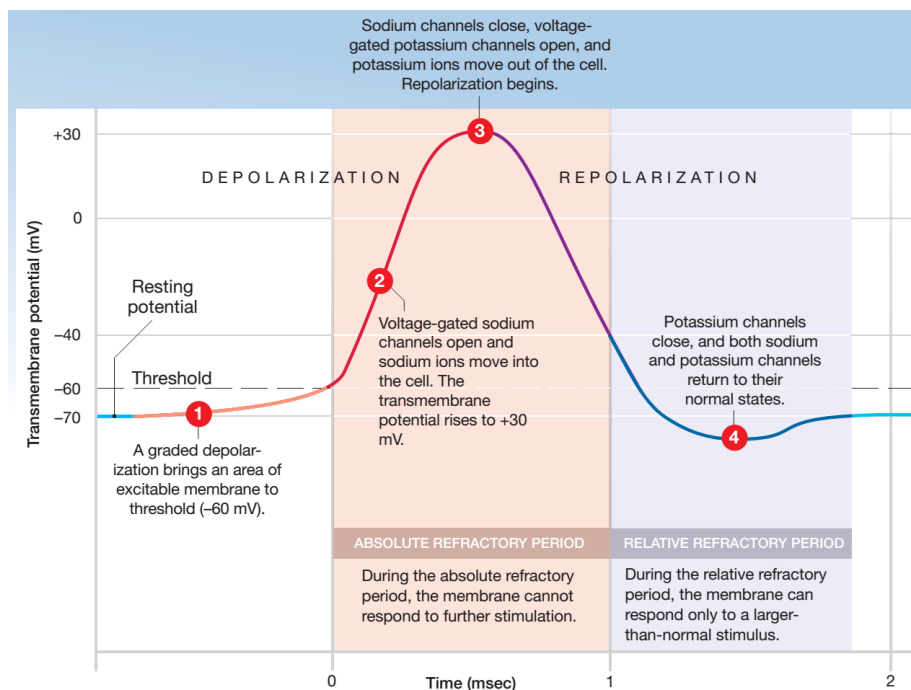 Sodium channels close, voltage-
gated potassium channels open, and
potassium ions move out of the cell.
Repolarization begins.
+30
3
DEPOLARIZATION
REPOLARIZATION
0
Transmembrane potential (mV)
2
Resting
potential
Voltage-gated sodium
channels open and
sodium ions move into
the cell. The
transmembrane
potential rises to +30
mV.
Potassium channels
close, and both sodium
and potassium channels
return to their
normal states.
–40
Threshold
–60
–70
1
4
A graded depolar-
ization brings an area of
excitable membrane to
threshold (–60 mV).
ABSOLUTE REFRACTORY PERIOD
RELATIVE REFRACTORY PERIOD
During the absolute refractory
period, the membrane cannot
respond to further stimulation.
During the relative refractory
period, the membrane can
respond only to a larger-
than-normal stimulus.
0
1
2
Time (msec)